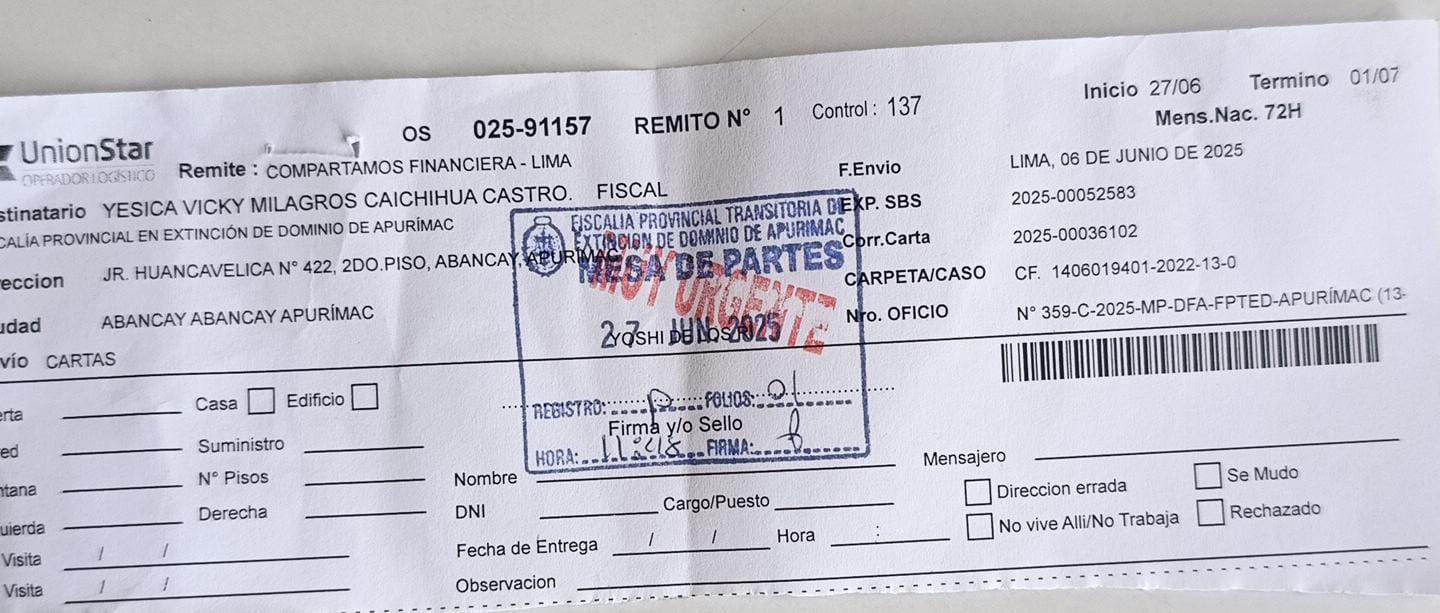 Inicio 27/06 Termino 01/07
UnionStar OS 025-91157 REMITO N° 1 Control : 137 Mens.Nac. 72H
OPERADOR LOGÍSTICO Remite : COMPARTAMOS FINANCIERA - LIMA F.Envio LIMA, 06 DE JUNIO DE 2025
stinatario YESICA VICKY MILAGROS CAICHIHUA CASTRO. FISCAL EXP. SBS 2025-00052583
CALÍA PROVINCIAL EN EXTINCIÓN DE DOMINIO DE APURÍMAC Corr.Carta 2025-00036102
eccion JR. HUANCAVELICA N° 422, 2DO.PISO, ABANCAY, APURÍMAC CARPETA/CASO CF. 1406019401-2022-13-0
udad ABANCAY ABANCAY APURÍMAC Nro. OFICIO N° 359-C-2025-MP-DFA-FPTED-APURÍMAC (13-
vío CARTAS
FISCALIA PROVINCIAL TRANSITORIA DE
EXTINCION DE DOMINIO DE APURIMAC
MESA DE PARTES
MUY URGENTE
27 JUN 2025
YOSHI DE LOS
REGISTRO: FOLIOS: 01
Firma y/o Sello
HORA: FIRMA:
erta Casa Edificio
ed Suministro
ntana N° Pisos Nombre Mensajero
uierda Derecha DNI Cargo/Puesto Direccion errada Se Mudo
Visita / / Fecha de Entrega / / Hora : No vive Alli/No Trabaja Rechazado
Visita / / Observacion